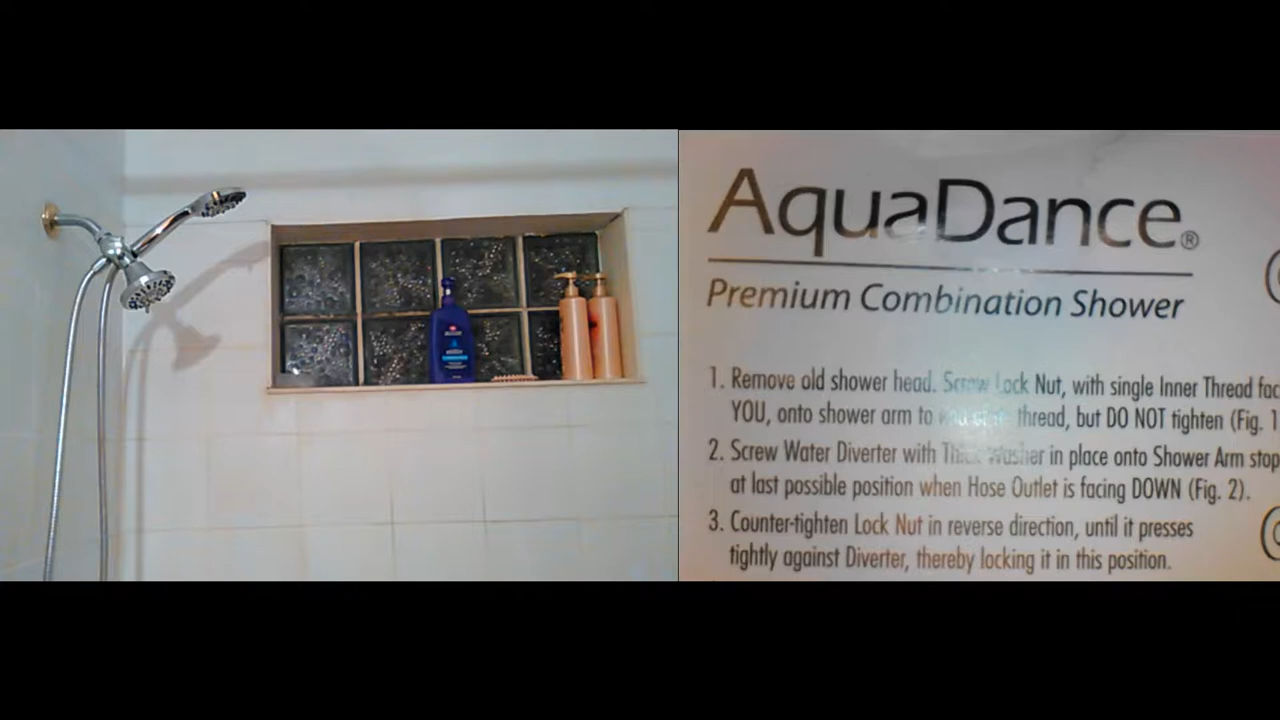 AquaDance®
Premium Combination Shower
1. Remove old shower head. Screw Lock Nut, with single Inner Thread fac
YOU, onto shower arm to thread, but DO NOT tighten (Fig. 1
2. Screw Water Diverter with Thick Washer in place onto Shower Arm stop
at last possible position when Hose Outlet is facing DOWN (Fig. 2).
3. Counter-tighten Lock Nut in reverse direction, until it presses
tightly against Diverter, thereby locking it in this position.